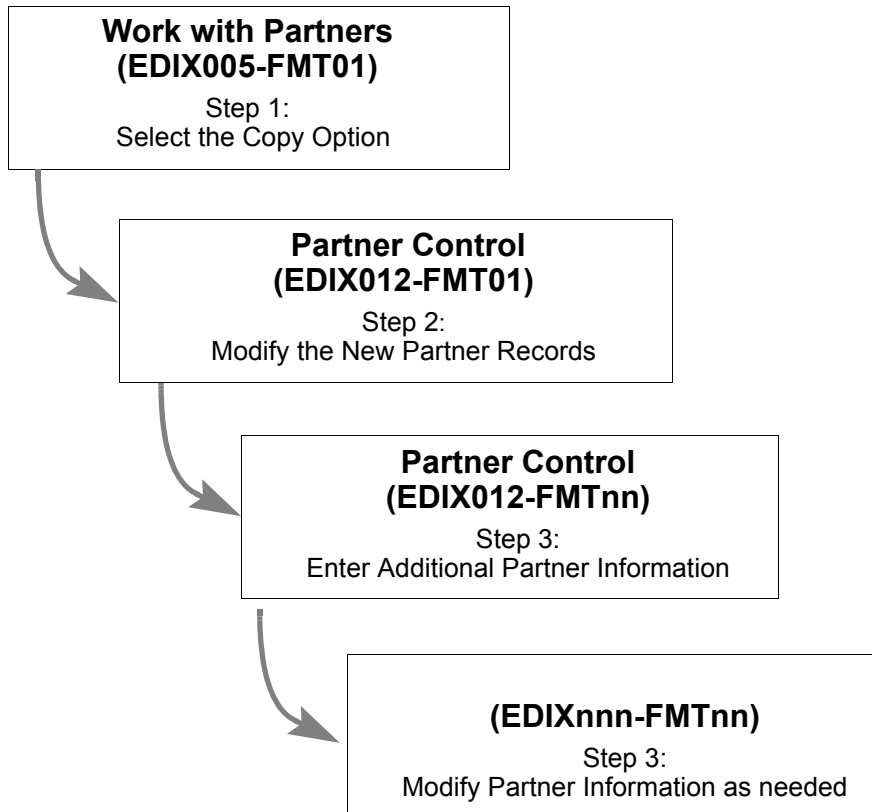 Work with Partners
(EDIX005-FMT01)
Step 1:
Select the Copy Option
Partner Control
(EDIX012-FMT01)
Step 2:
Modify the New Partner Records
Partner Control
(EDIX012-FMTnn)
Step 3:
Enter Additional Partner Information
(EDIXnnn-FMTnn)
Step 3:
Modify Partner Information as needed